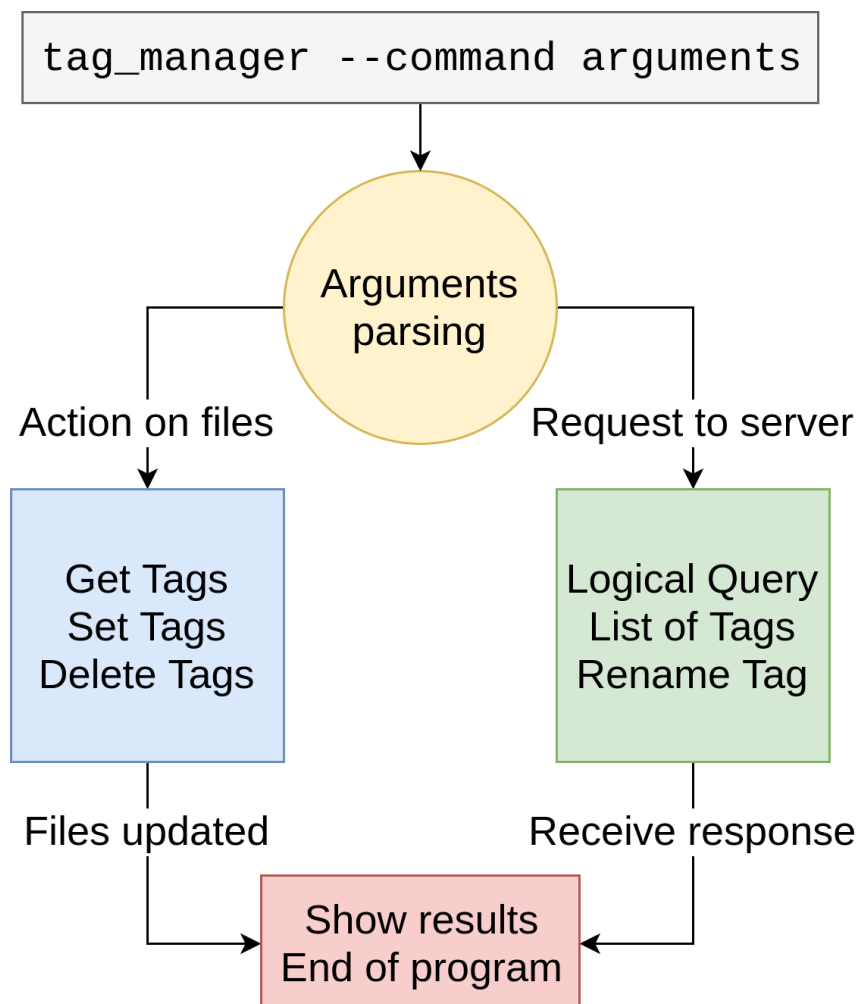 tag_manager --command arguments
Arguments
parsing
Action on files
Request to server
Get Tags
Set Tags
Delete Tags
Logical Query
List of Tags
Rename Tag
Files updated
Receive response
Show results
End of program